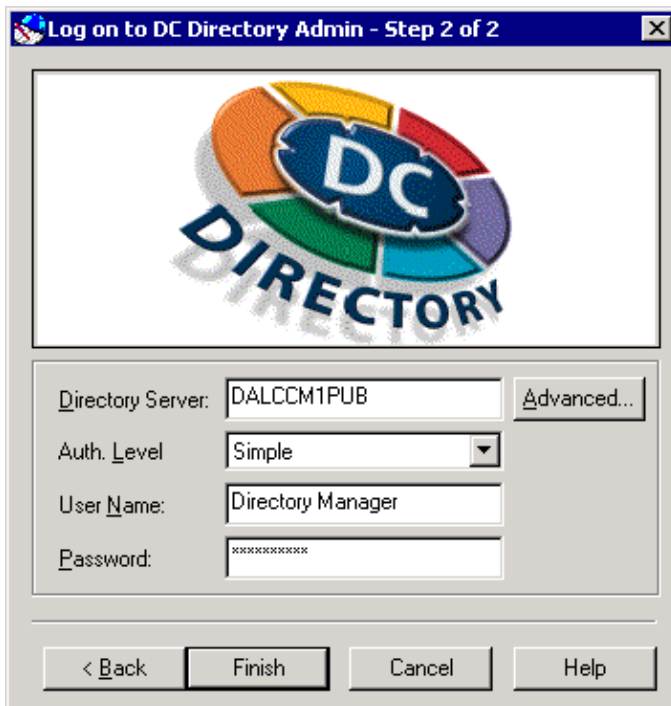 Log on to DC Directory Admin - Step 2 of 2
DC
DIRECTORY
Directory Server: DALCCM1PUB Advanced...
Auth. Level Simple
User Name: Directory Manager
Password: **********
< Back Finish Cancel Help